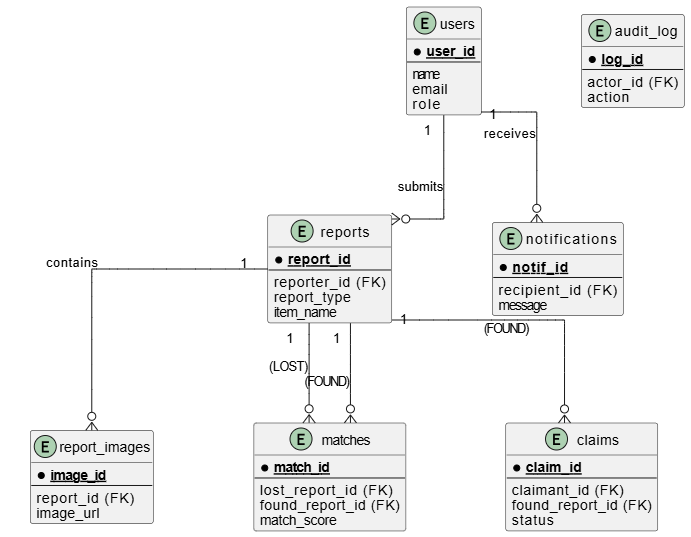 E users
user_id
name
email
role
E audit_log
log_id
actor_id (FK)
action
1
1
receives
submits
E reports
report_id
reporter_id (FK)
report_type
item_name
E notifications
notif_id
recipient_id (FK)
message
contains
1
1
(FOUND)
1
1
(LOST)
(FOUND)
E report_images
image_id
report_id (FK)
image_url
E matches
match_id
lost_report_id (FK)
found_report_id (FK)
match_score
E claims
claim_id
claimant_id (FK)
found_report_id (FK)
status